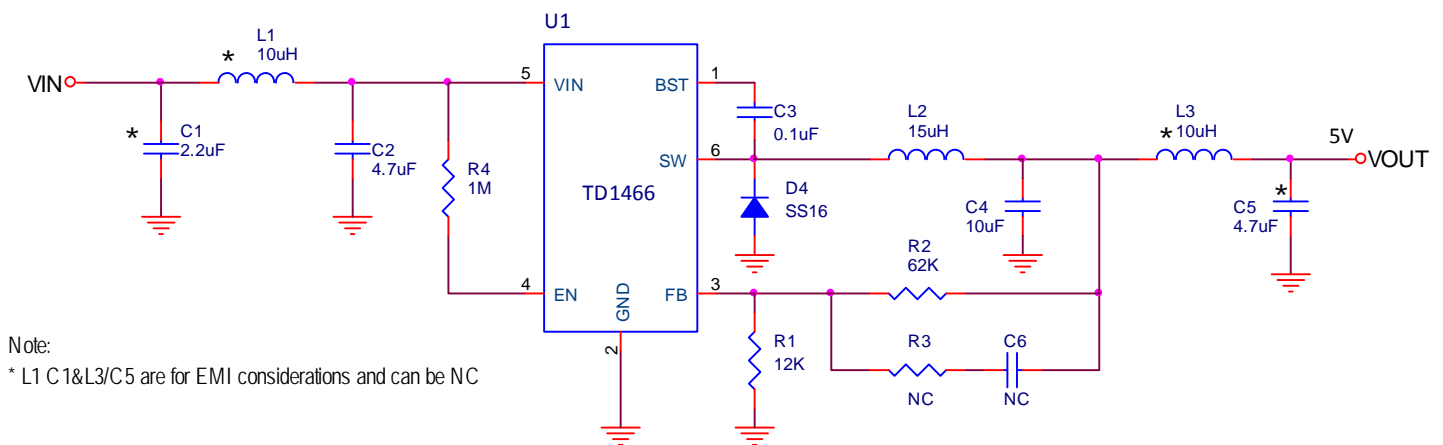 U1
L1
10uH
*
VIN
*
C1
2.2uF
C2
4.7uF
R4
1M
5
VIN
BST
1
C3
0.1uF
SW
6
TD1466
4
EN
GND
2
FB
3
D4
SS16
L2
15uH
C4
10uF
L3
10uH
*
5V
VOUT
*
C5
4.7uF
R2
62K
R1
12K
R3
NC
C6
NC
Note:
* L1 C1&L3/C5 are for EMI considerations and can be NC